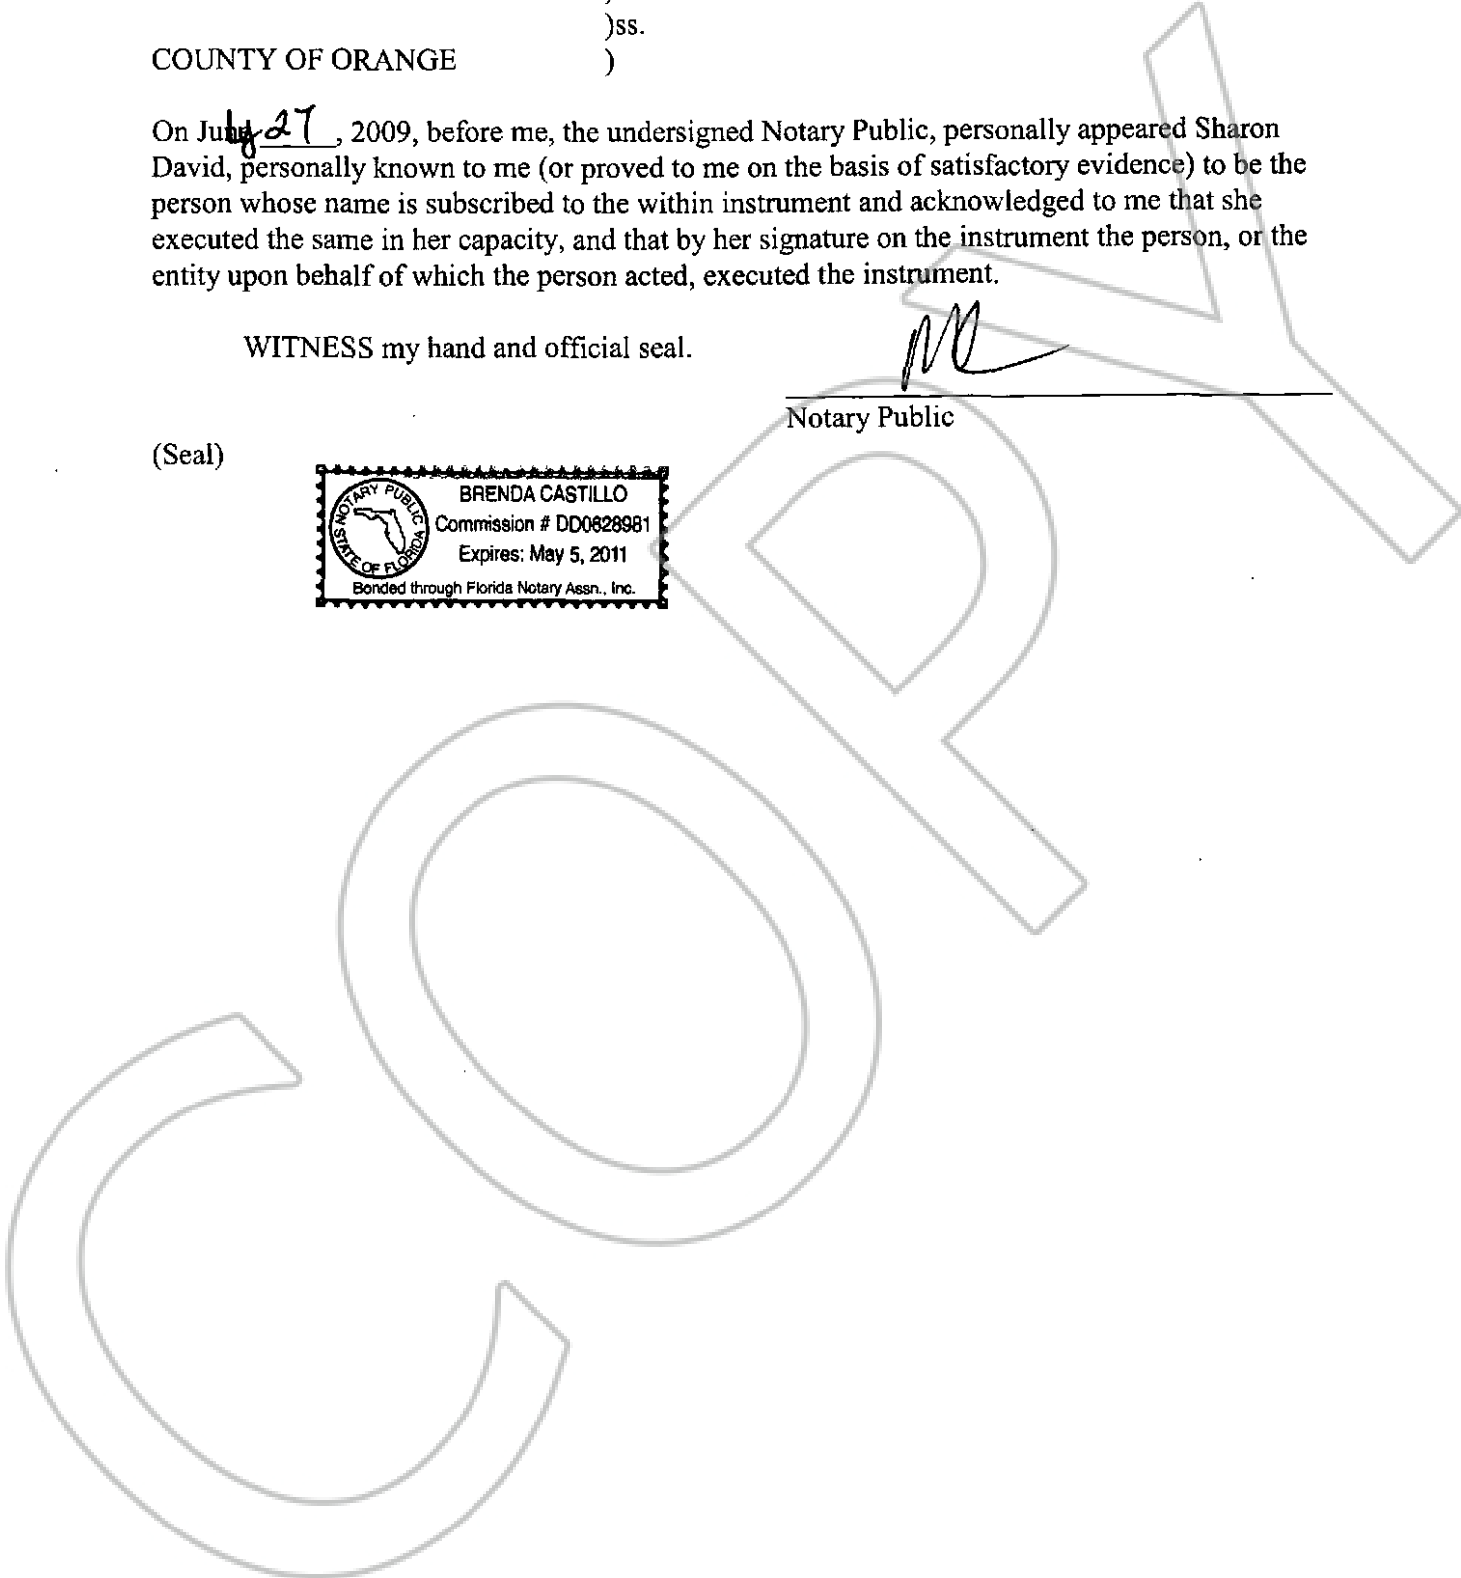 )ss.
COUNTY OF ORANGE )
On July 27, 2009, before me, the undersigned Notary Public, personally appeared Sharon
David, personally known to me (or proved to me on the basis of satisfactory evidence) to be the
person whose name is subscribed to the within instrument and acknowledged to me that she
executed the same in her capacity, and that by her signature on the instrument the person, or the
entity upon behalf of which the person acted, executed the instrument.
WITNESS my hand and official seal.
Notary Public
(Seal)
NOTARY PUBLIC
STATE OF FLORIDA
BRENDA CASTILLO
Commission # DD0628981
Expires: May 5, 2011
Bonded through Florida Notary Assn., Inc.
COPY